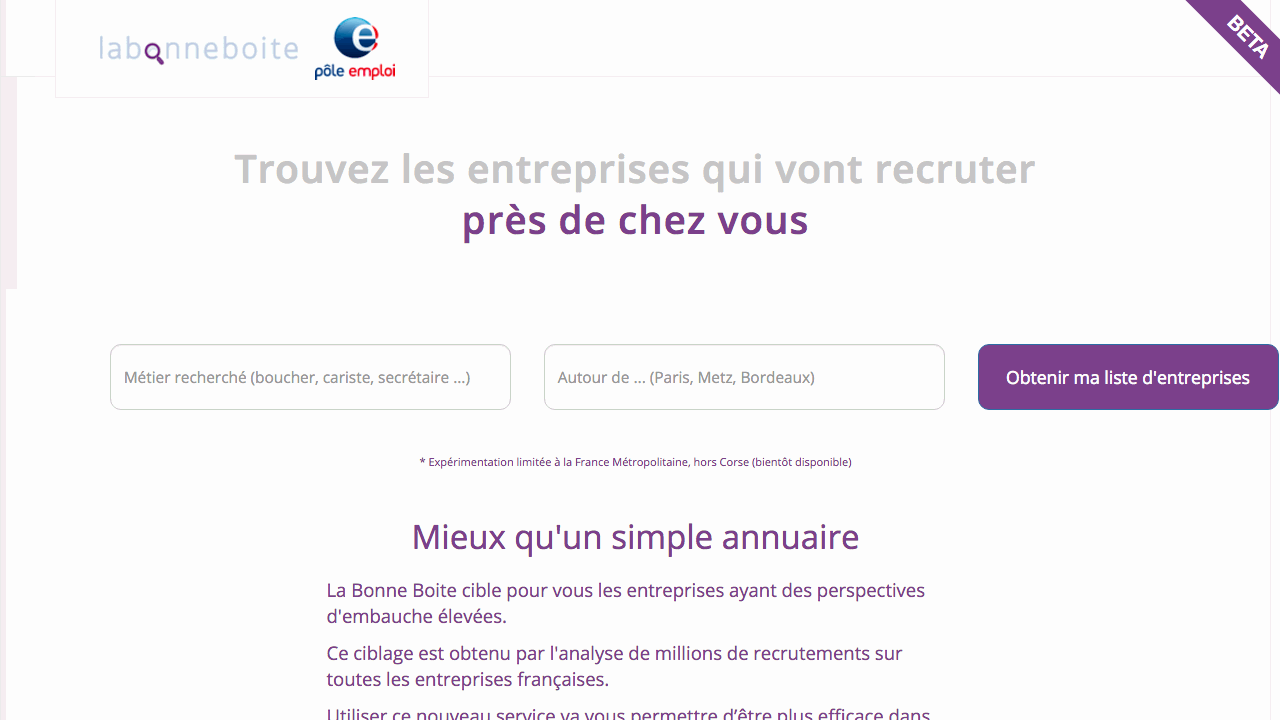 labonneboite
pôle emploi
BETA
Trouvez les entreprises qui vont recruter
près de chez vous
Métier recherché (boucher, cariste, secrétaire ...)
Autour de ... (Paris, Metz, Bordeaux)
Obtenir ma liste d'entreprises
* Expérimentation limitée à la France Métropolitaine, hors Corse (bientôt disponible)
Mieux qu'un simple annuaire
La Bonne Boite cible pour vous les entreprises ayant des perspectives
d'embauche élevées.
Ce ciblage est obtenu par l'analyse de millions de recrutements sur
toutes les entreprises françaises.
Utiliser ce nouveau service va vous permettre d’être plus efficace dans